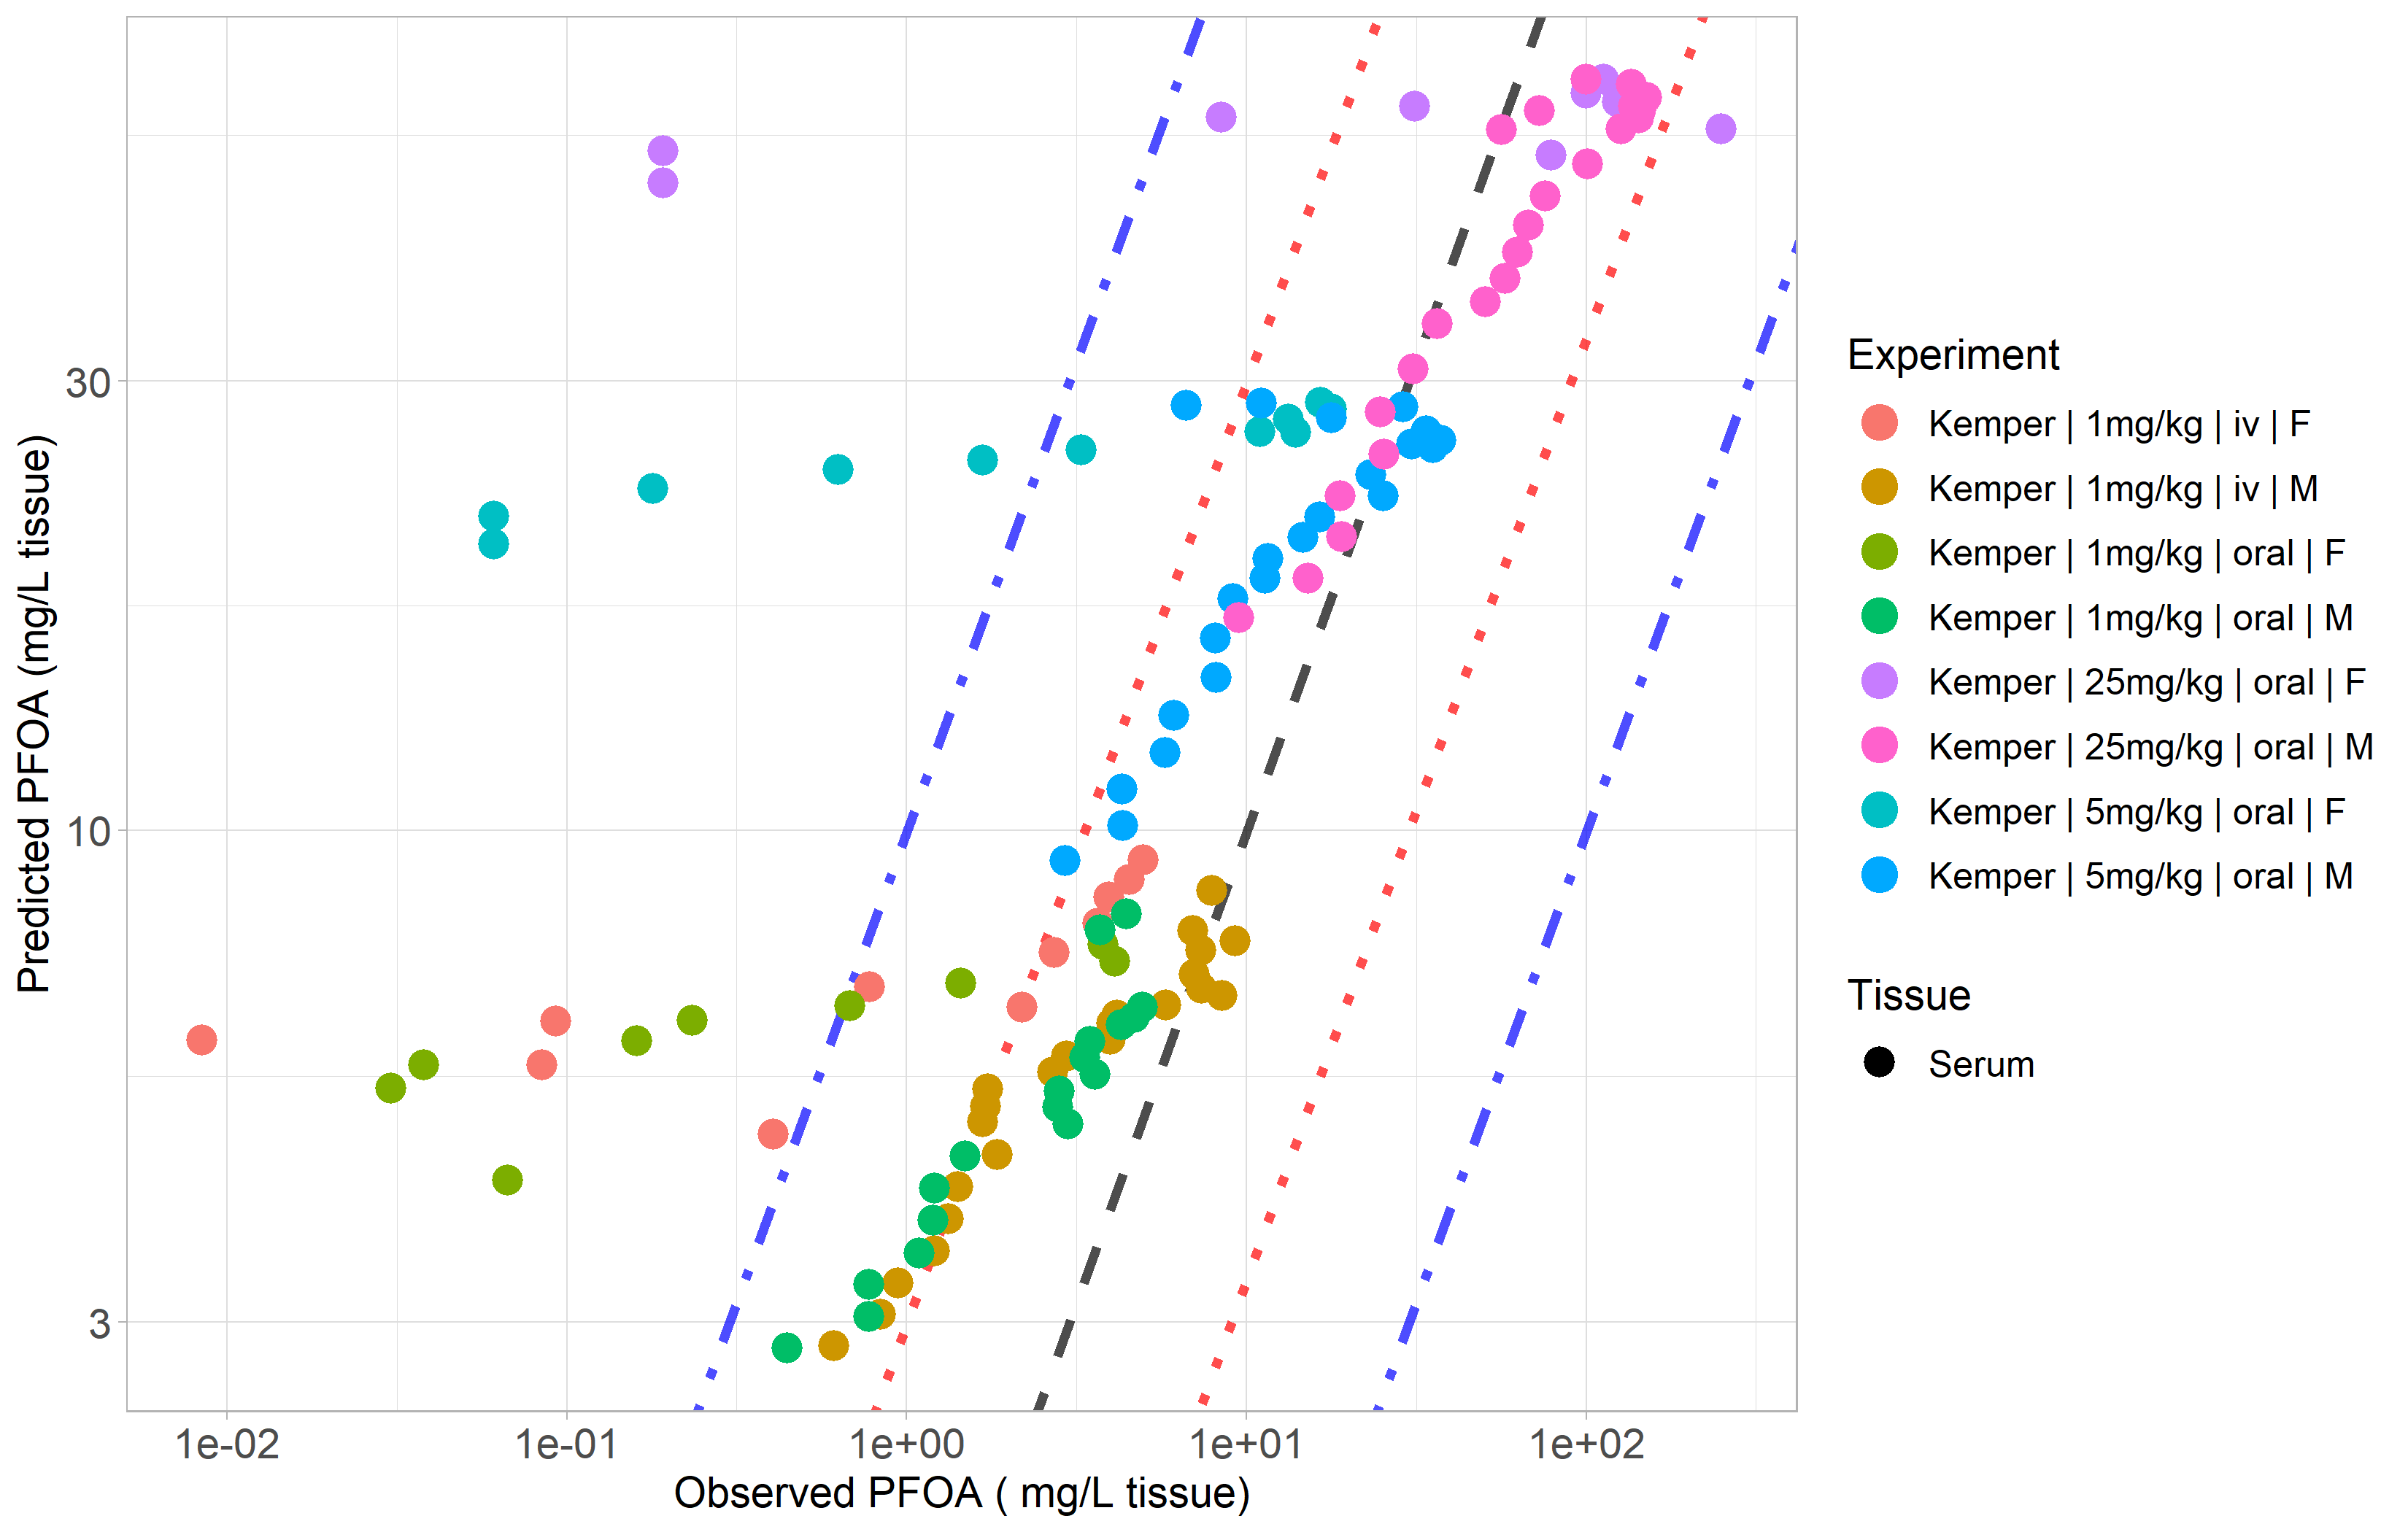 Predicted PFOA (mg/L tissue)
30
10
3
1e-02
1e-01
1e+00
1e+01
1e+02
Observed PFOA ( mg/L tissue)
Experiment
Kemper | 1mg/kg | iv | F
Kemper | 1mg/kg | iv | M
Kemper | 1mg/kg | oral | F
Kemper | 1mg/kg | oral | M
Kemper | 25mg/kg | oral | F
Kemper | 25mg/kg | oral | M
Kemper | 5mg/kg | oral | F
Kemper | 5mg/kg | oral | M
Tissue
Serum